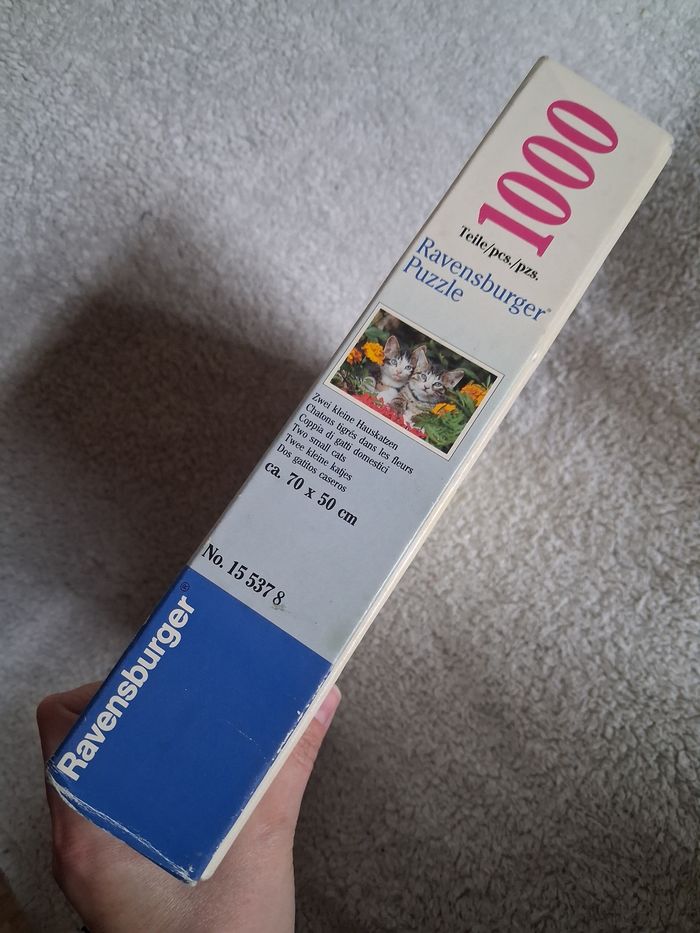 1000
Teile/pcs./pzs.
Ravensburger®
Puzzle
Zwei kleine Hauskatzen
Chatons tigrés dans les fleurs
Coppia di gatti domestici
Two small cats
Twee kleine katjes
Dos gatitos caseros
ca. 70 x 50 cm
No. 15 537 8
Ravensburger®